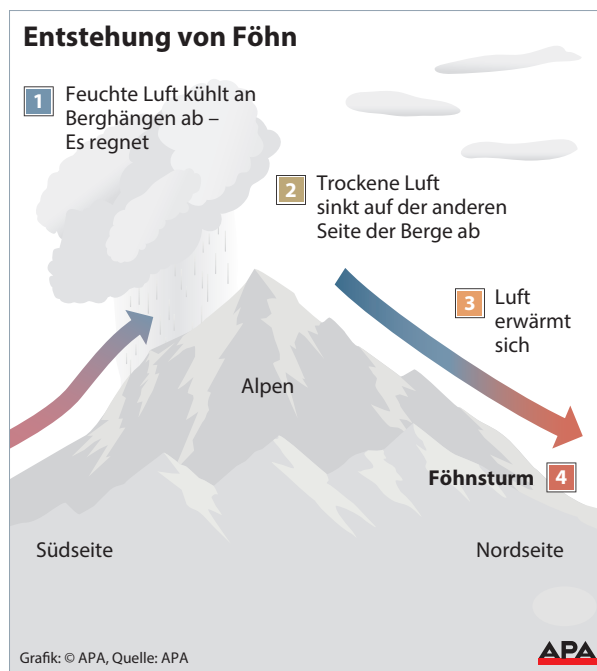 Entstehung von Föhn
1 Feuchte Luft kühlt an
Berghängen ab –
Es regnet
2 Trockene Luft
sinkt auf der anderen
Seite der Berge ab
3 Luft
erwärmt
sich
Alpen
Föhnsturm 4
Südseite
Nordseite
Grafik: © APA, Quelle: APA
APA